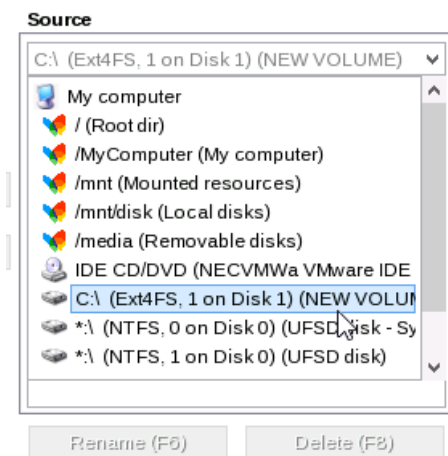 Source
C:\ (Ext4FS, 1 on Disk 1) (NEW VOLUME)
My computer
/ (Root dir)
/MyComputer (My computer)
/mnt (Mounted resources)
/mnt/disk (Local disks)
/media (Removable disks)
IDE CD/DVD (NECVMWa VMware IDE
C:\ (Ext4FS, 1 on Disk 1) (NEW VOLUM
*:\ (NTFS, 0 on Disk 0) (UFSD disk - Sy
*:\ (NTFS, 1 on Disk 0) (UFSD disk)
Rename (F6)
Delete (F8)